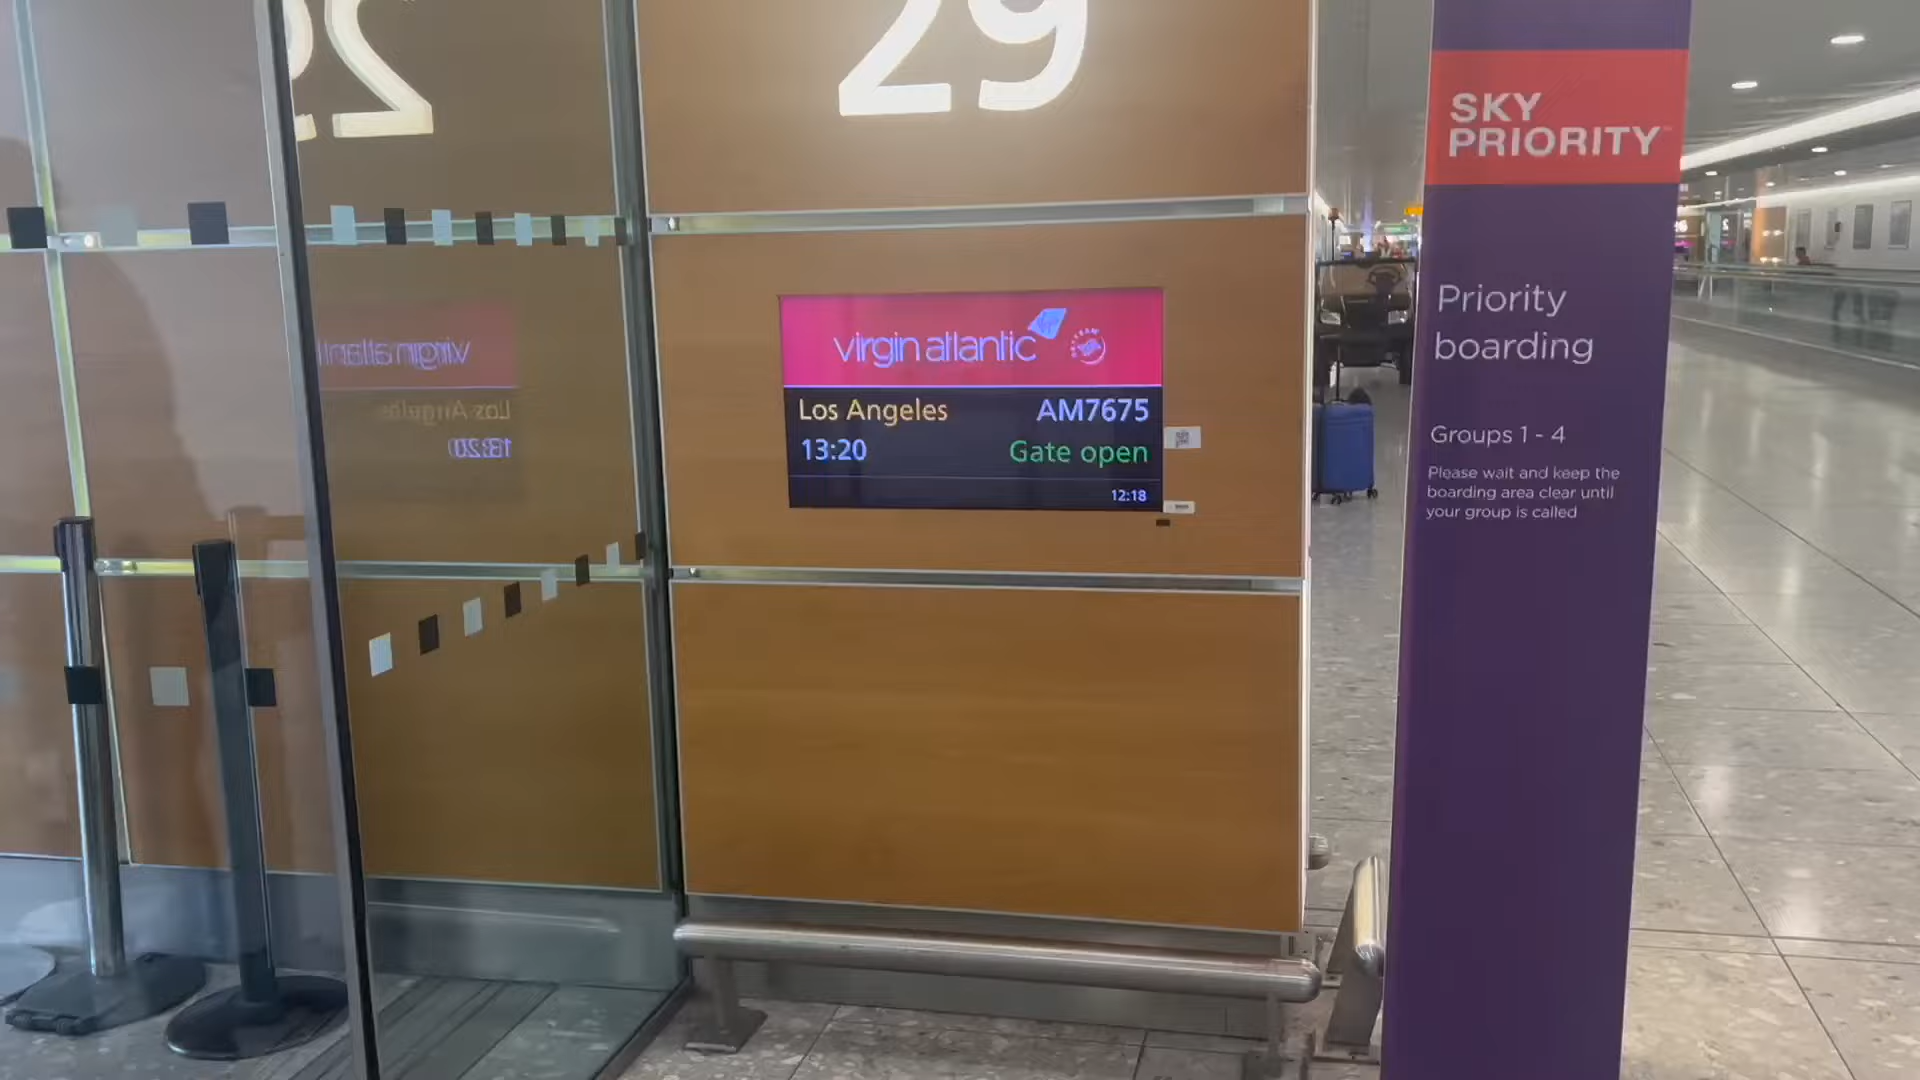 29
virgin atlantic
Los Angeles AM7675
13:20 Gate open
12:18
SKY
PRIORITY
Priority
boarding
Groups 1 - 4
Please wait and keep the
boarding area clear until
your group is called